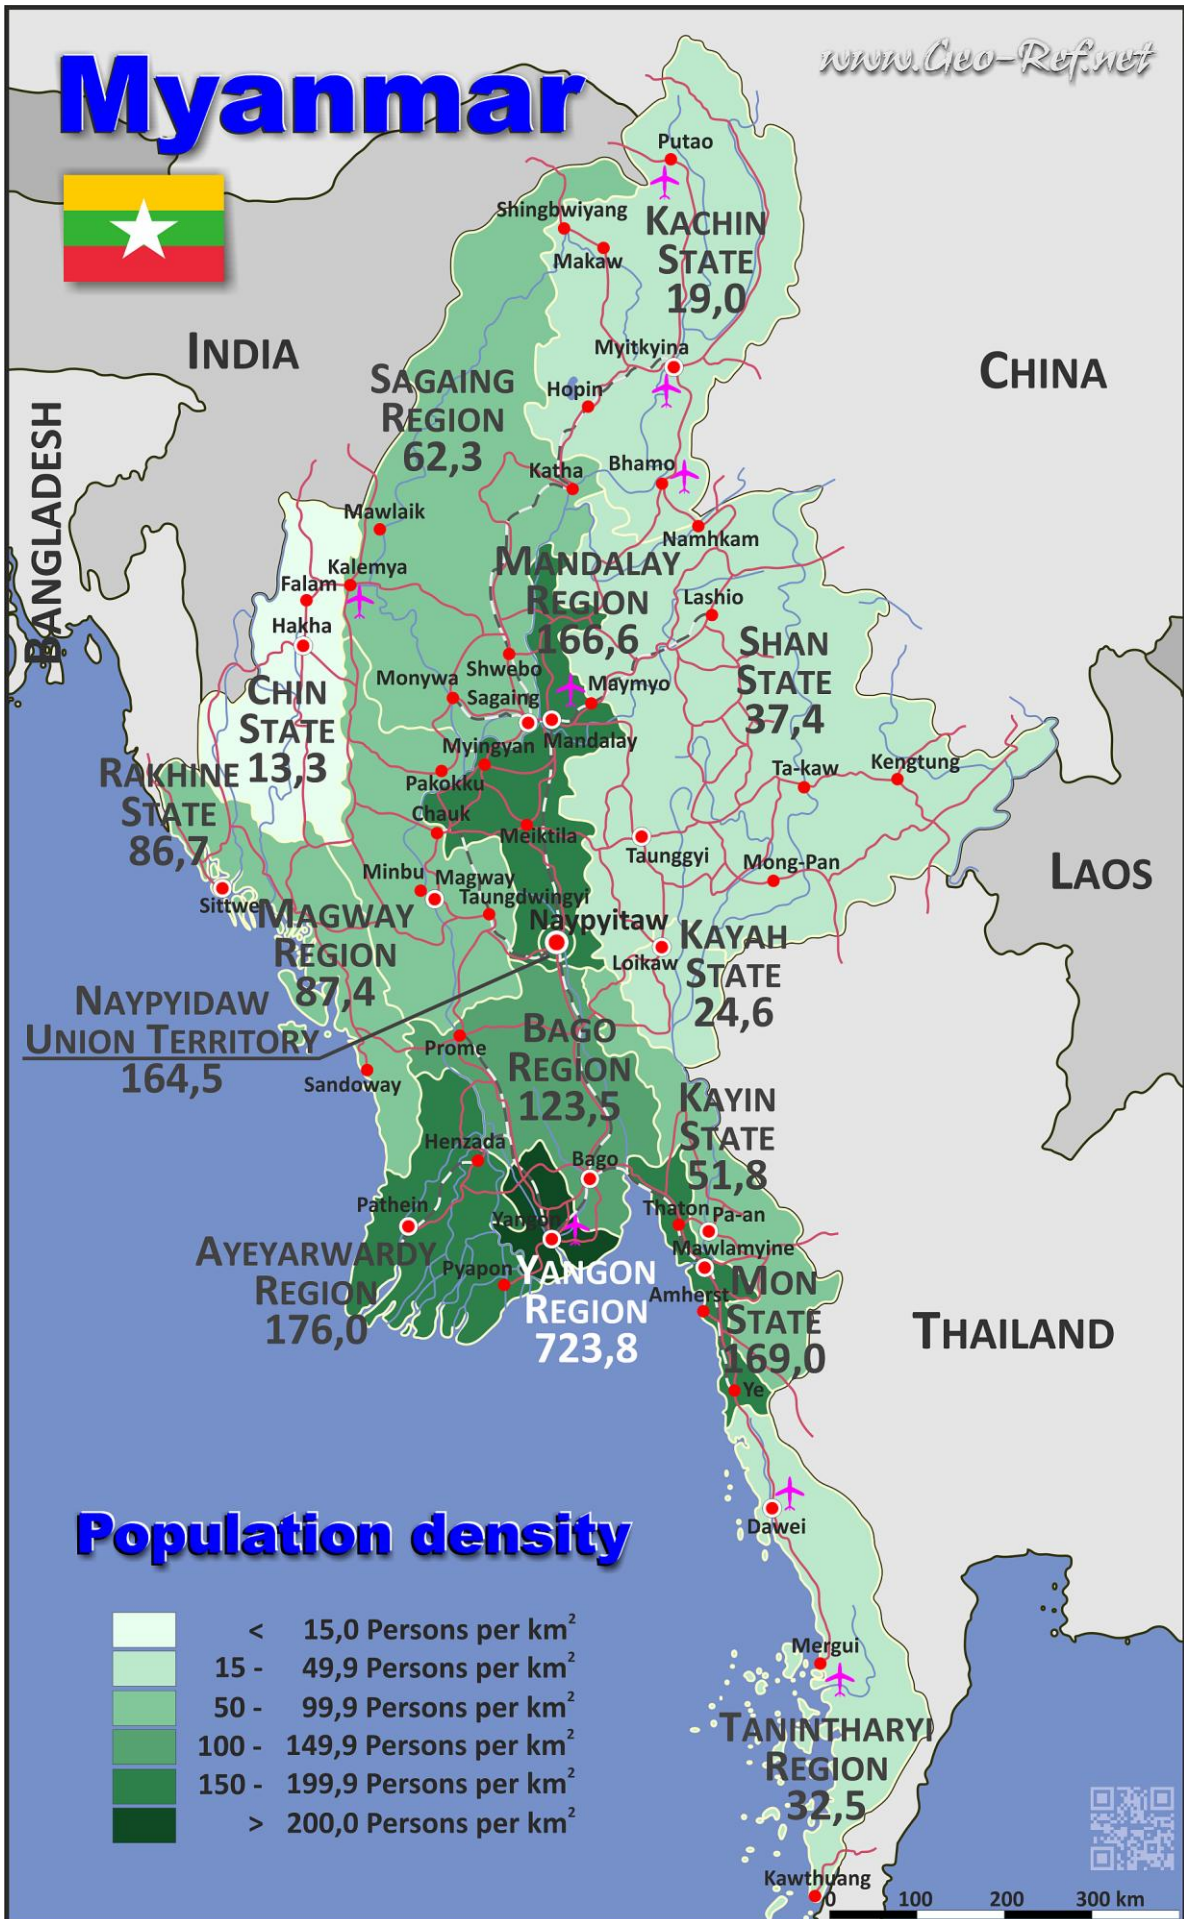 www.Geo-Ref.net
Myanmar
Putao
Shingbwiyang
KACHIN
STATE
19,0
Makaw
INDIA
Myitkyina
CHINA
SAGAING
REGION
62,3
Hopin
BANGLADESH
Katha
Bhamo
Mawlaik
Namhkam
MANDALAY
REGION
166,6
Kalemya
Falam
Lashio
Hakha
SHAN
STATE
37,4
Shwebo
Monywa
Maymyo
Sagaing
CHIN
STATE
13,3
Mandalay
Myingyan
RAKHINE
STATE
86,7
Pakokku
Ta-kaw
Kengtung
Chauk
Meiktila
Taunggyi
Mong-Pan
LAOS
Minbu
Magway
Taungdwingyi
Sittwe
MAGWAY
REGION
87,4
Naypyitaw
Loikaw
KAYAH
STATE
24,6
NAYPYIDAW
UNION TERRITORY
164,5
BAGO
REGION
123,5
Prome
Sandoway
KAYIN
STATE
51,8
Henzada
Bago
Pathein
Yangon
Thaton
Pa-an
Mawlamyine
AYEYARWARDY
REGION
176,0
Pyapon
YANGON
REGION
723,8
Amherst
MON
STATE
169,0
THAILAND
Ye
Dawei
Population density
< 15,0 Persons per km²
15 - 49,9 Persons per km²
50 - 99,9 Persons per km²
100 - 149,9 Persons per km²
150 - 199,9 Persons per km²
> 200,0 Persons per km²
Mergui
TANINTHARYI
REGION
32,5
Kawthuang
0 100 200 300 km